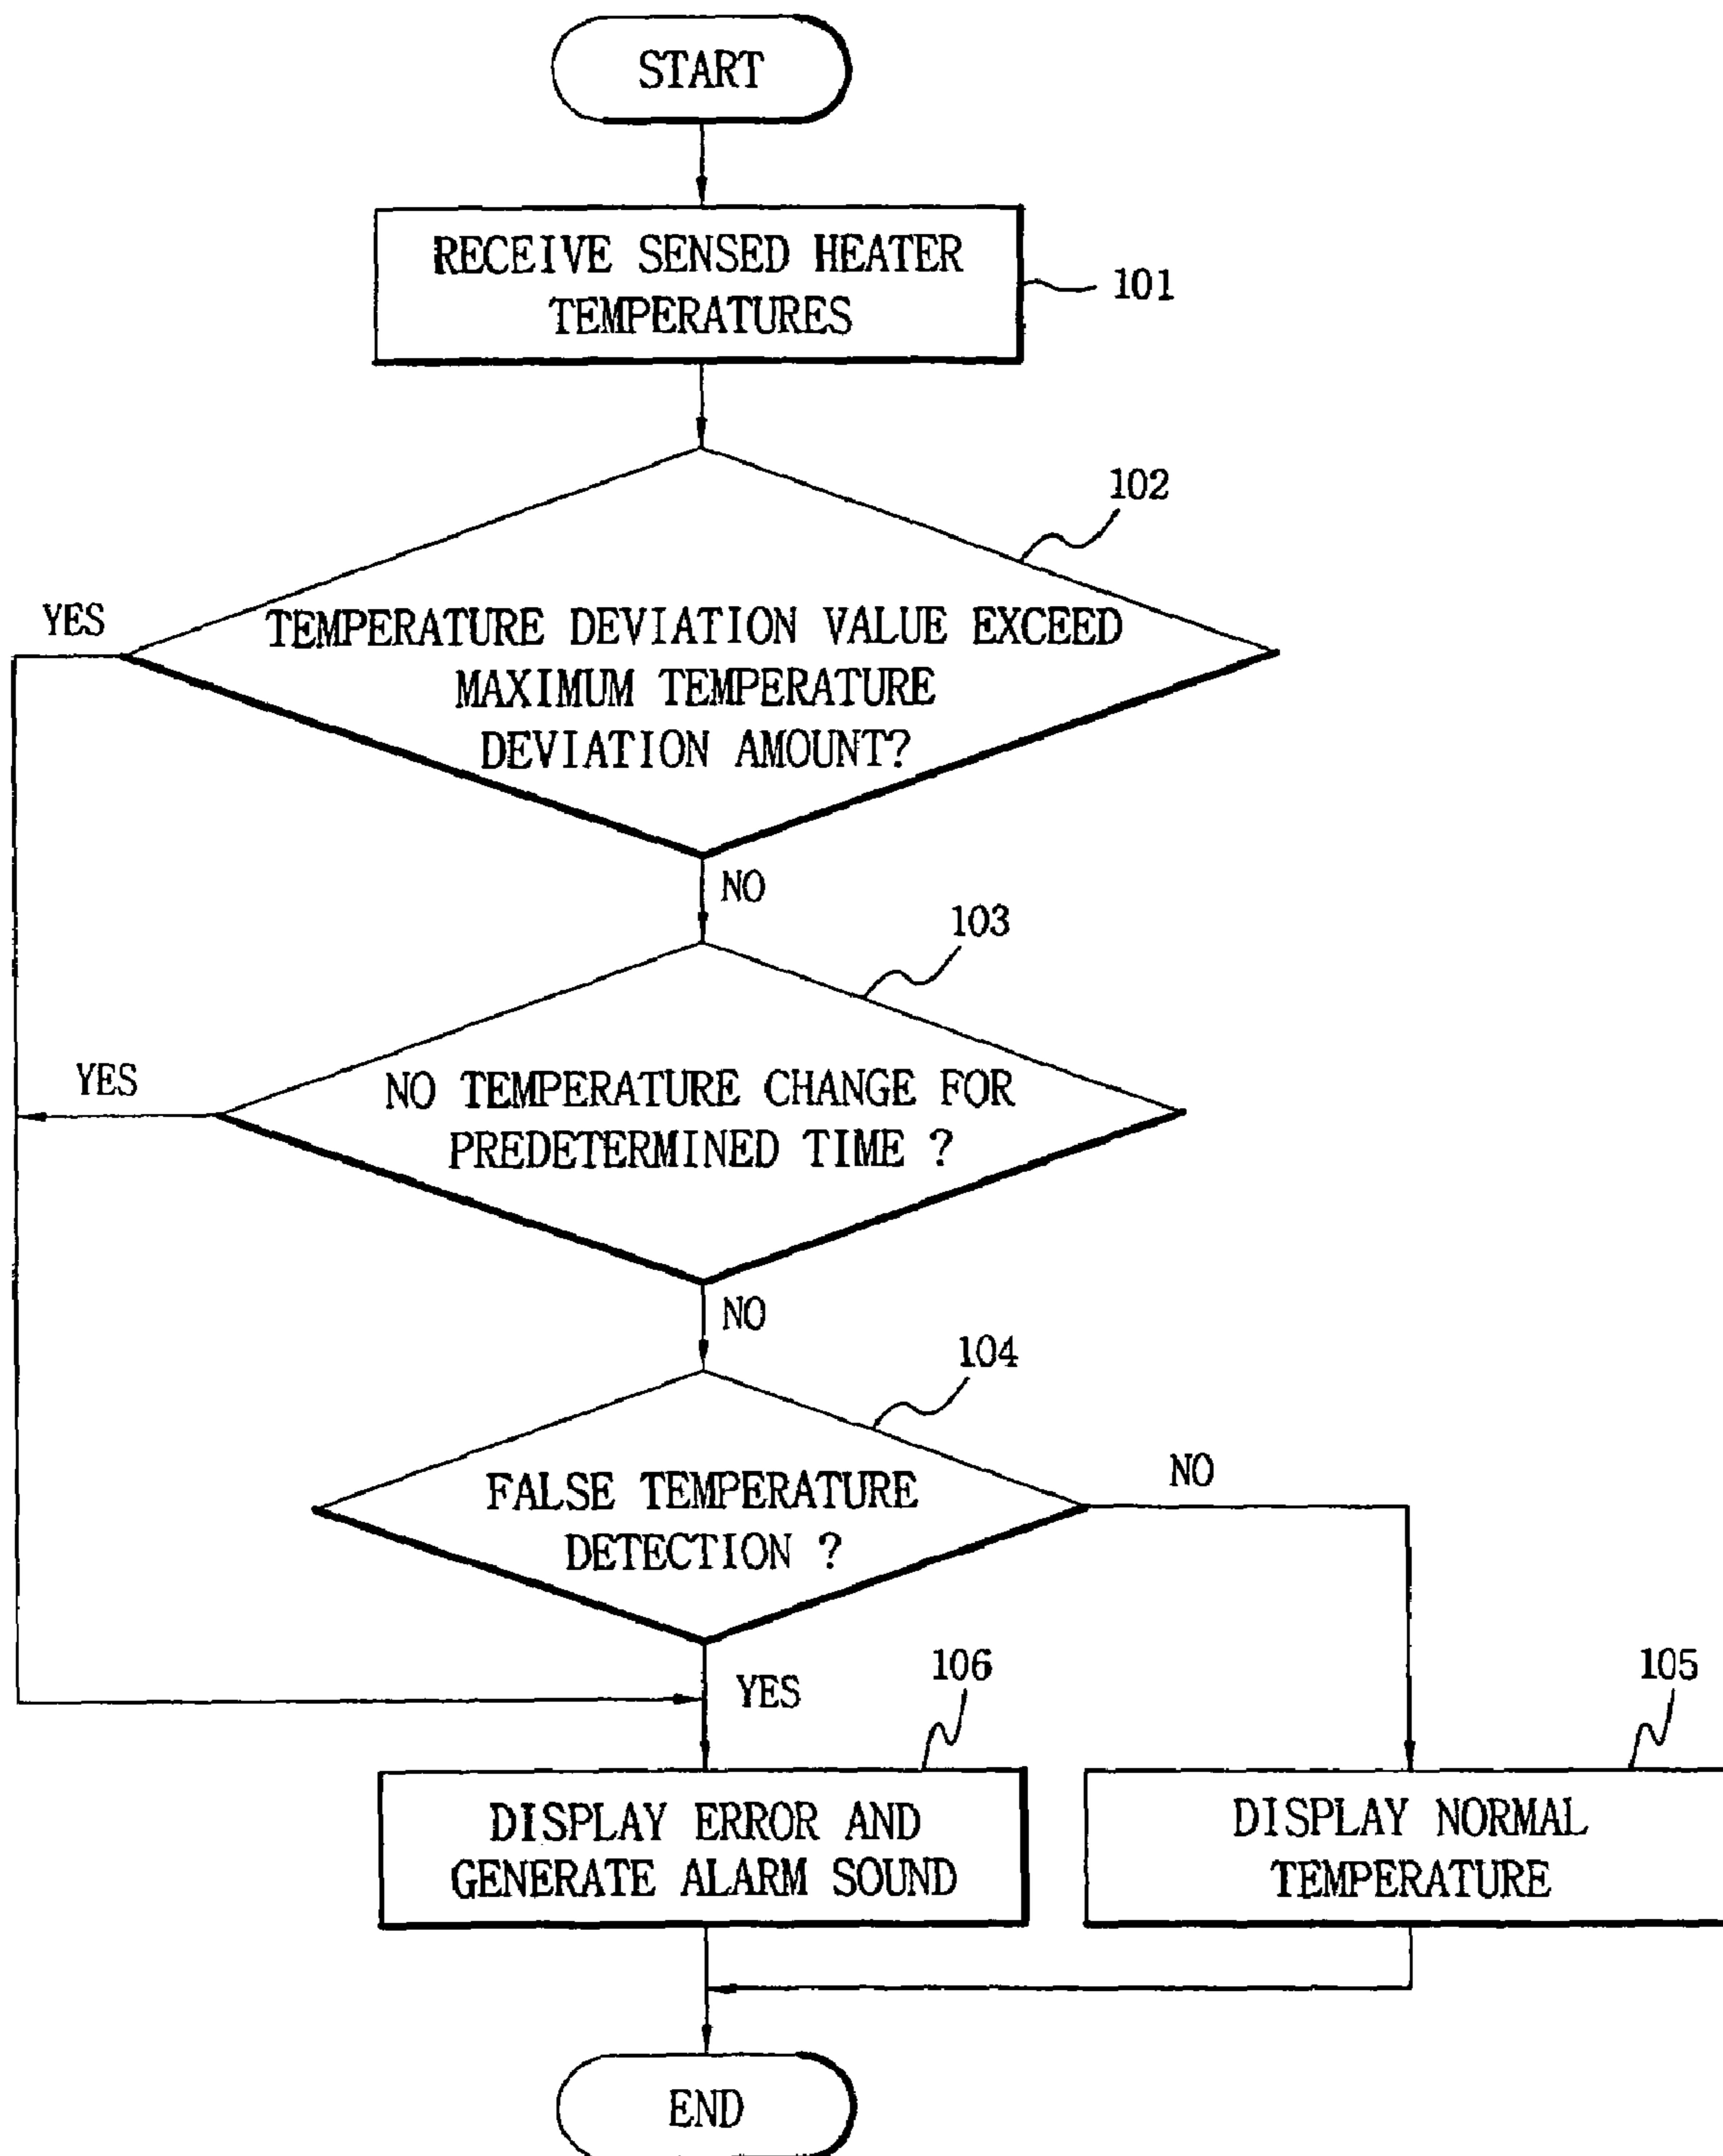 START
RECEIVE SENSED HEATER
TEMPERATURES
101
102
YES
TEMPERATURE DEVIATION VALUE EXCEED
MAXIMUM TEMPERATURE
DEVIATION AMOUNT?
NO
103
YES
NO TEMPERATURE CHANGE FOR
PREDETERMINED TIME ?
NO
104
FALSE TEMPERATURE
DETECTION ?
NO
YES
106
105
DISPLAY ERROR AND
GENERATE ALARM SOUND
DISPLAY NORMAL
TEMPERATURE
END